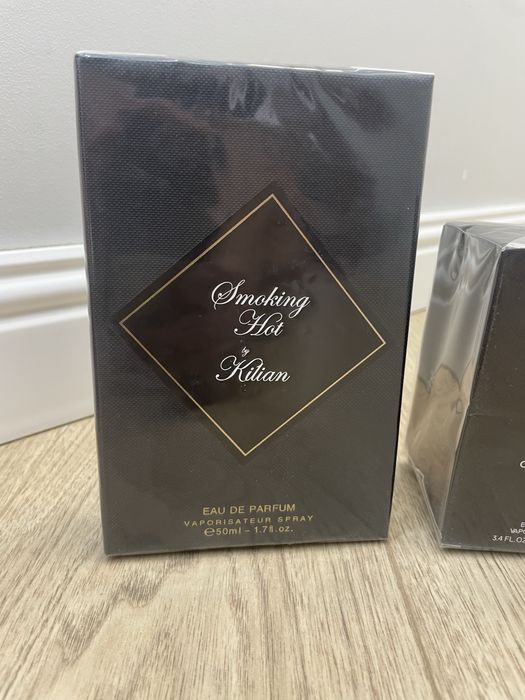 Smoking
Hot
by
Kilian
EAU DE PARFUM
VAPORISATEUR SPRAY
℮50ml – 1.7fl.oz.
3.4 FL.OZ